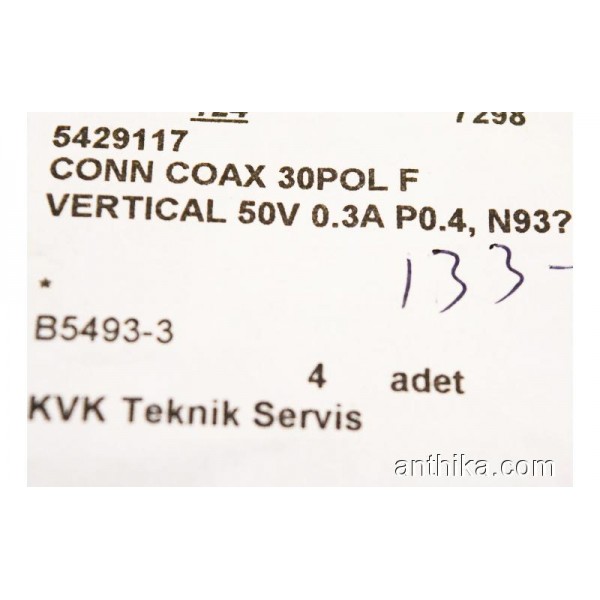 7298
5429117
CONN COAX 30POL F
VERTICAL 50V 0.3A P0.4, N93?
133-
*
B5493-3
4 adet
KVK Teknik Servis
anthika.com